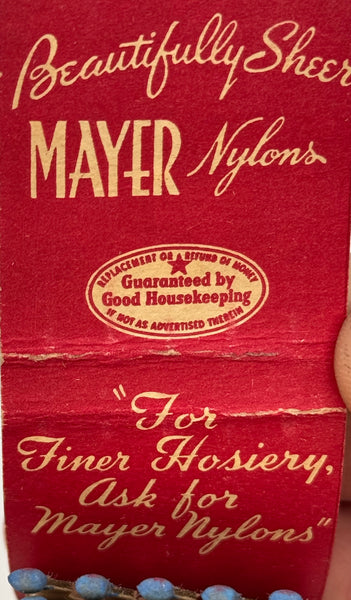 Beautifully Sheer
MAYER Nylons
REPLACEMENT OR REFUND OF MONEY
Guaranteed by
Good Housekeeping
IF NOT AS ADVERTISED THEREIN
"For
Finer Hosiery,
Ask for
Mayer Nylons"